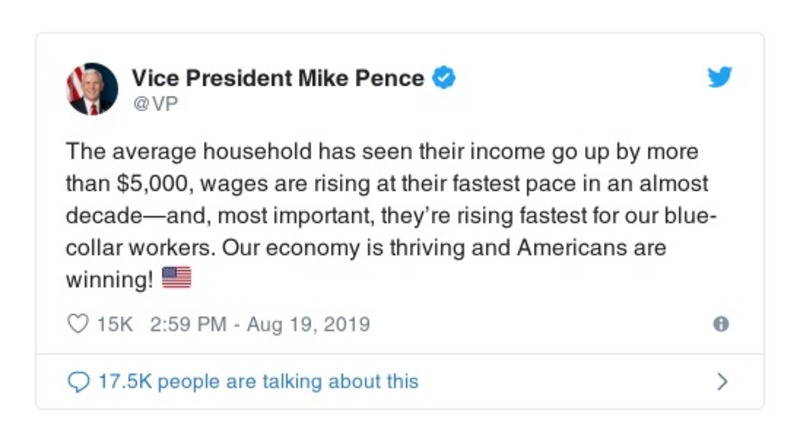 Vice President Mike Pence
@VP
The average household has seen their income go up by more
than $5,000, wages are rising at their fastest pace in an almost
decade—and, most important, they’re rising fastest for our blue-
collar workers. Our economy is thriving and Americans are
winning! 🇺🇸
15K 2:59 PM - Aug 19, 2019
17.5K people are talking about this